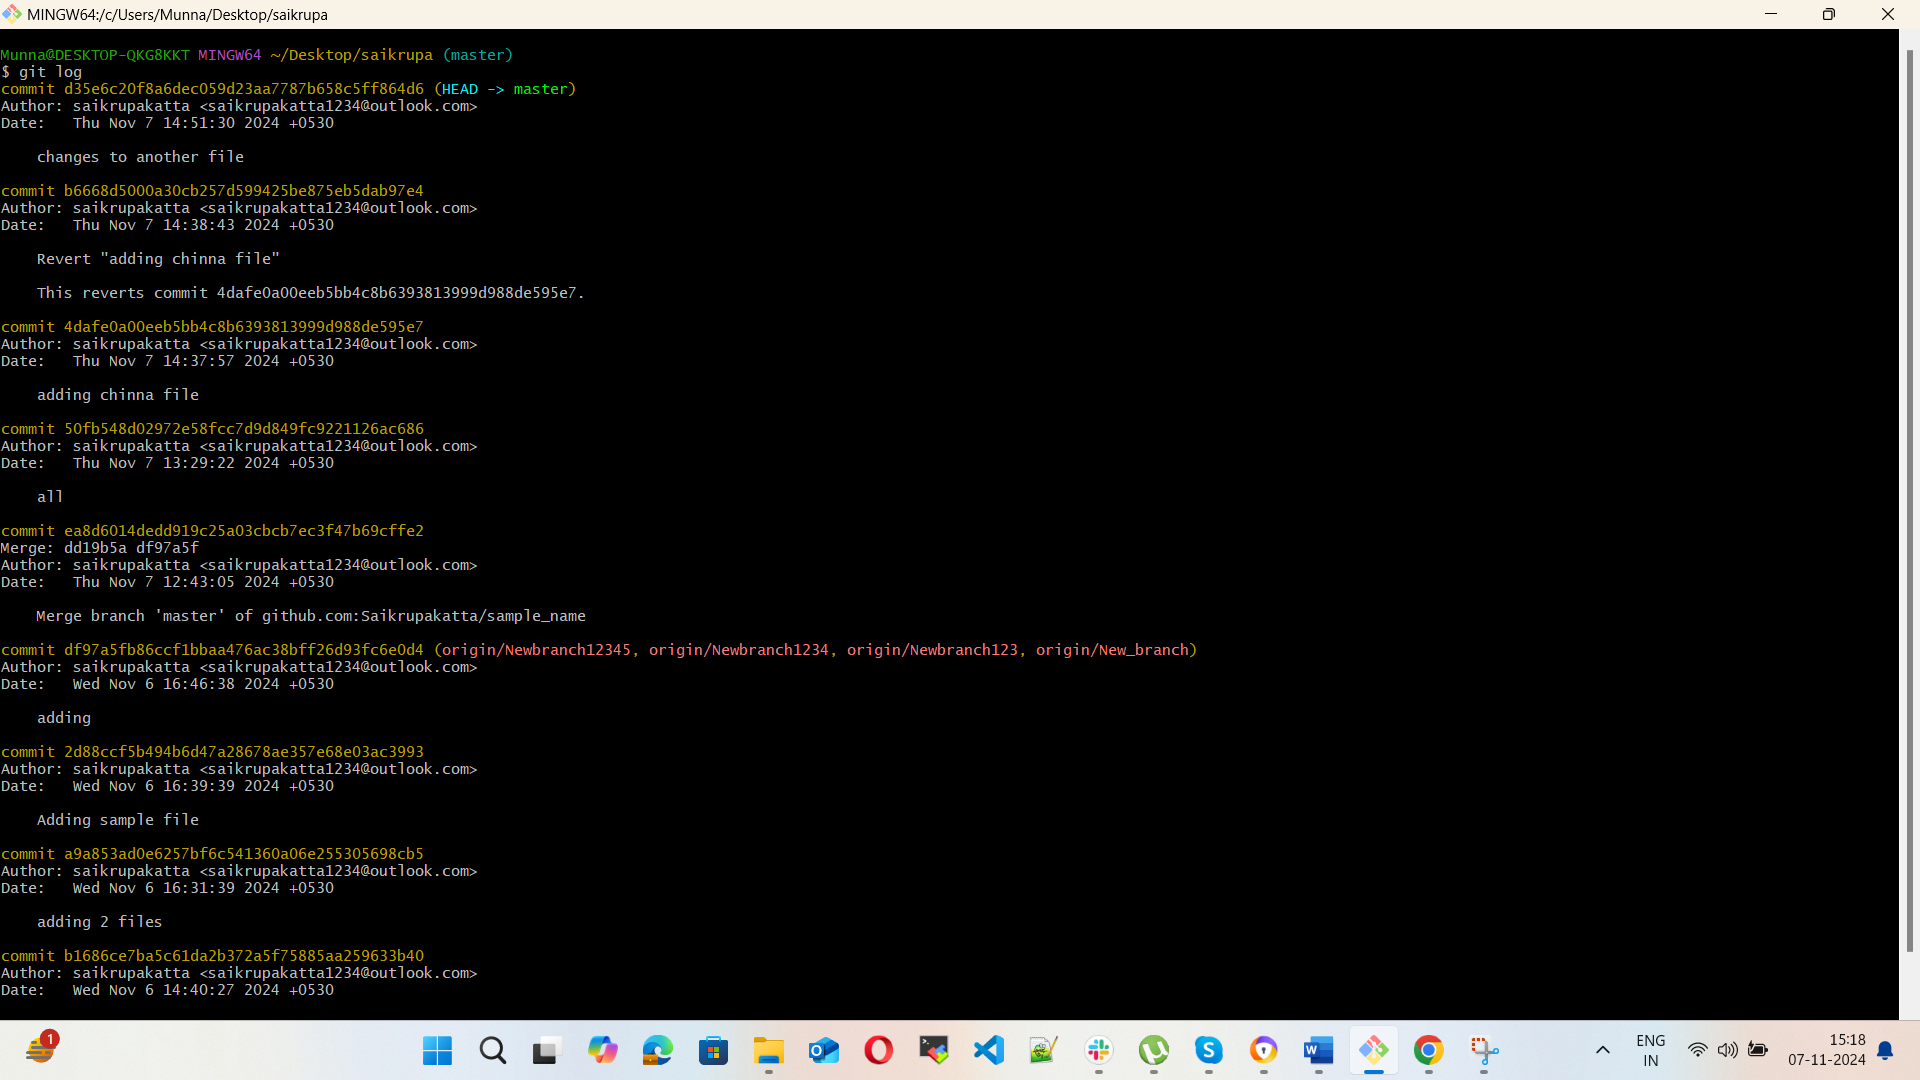 MINGW64:/c/Users/Munna/Desktop/saikrupa
Munna@DESKTOP-QKG8KKT MINGW64 ~/Desktop/saikrupa (master)
$ git log
commit d35e6c20f8a6dec059d23aa7787b658c5ff864d6 (HEAD -> master)
Author: saikrupakatta <saikrupakatta1234@outlook.com>
Date:   Thu Nov 7 14:51:30 2024 +0530
    changes to another file
commit b6668d5000a30cb257d599425be875eb5dab97e4
Author: saikrupakatta <saikrupakatta1234@outlook.com>
Date:   Thu Nov 7 14:38:43 2024 +0530
    Revert "adding chinna file"
    This reverts commit 4dafe0a00eeb5bb4c8b6393813999d988de595e7.
commit 4dafe0a00eeb5bb4c8b6393813999d988de595e7
Author: saikrupakatta <saikrupakatta1234@outlook.com>
Date:   Thu Nov 7 14:37:57 2024 +0530
    adding chinna file
commit 50fb548d02972e58fcc7d9d849fc9221126ac686
Author: saikrupakatta <saikrupakatta1234@outlook.com>
Date:   Thu Nov 7 13:29:22 2024 +0530
    all
commit ea8d6014dedd919c25a03cbcb7ec3f47b69cffe2
Merge: dd19b5a df97a5f
Author: saikrupakatta <saikrupakatta1234@outlook.com>
Date:   Thu Nov 7 12:43:05 2024 +0530
    Merge branch 'master' of github.com:Saikrupakatta/sample_name
commit df97a5fb86ccf1bbaa476ac38bff26d93fc6e0d4 (origin/Newbranch12345, origin/Newbranch1234, origin/Newbranch123, origin/New_branch)
Author: saikrupakatta <saikrupakatta1234@outlook.com>
Date:   Wed Nov 6 16:46:38 2024 +0530
    adding
commit 2d88ccf5b494b6d47a28678ae357e68e03ac3993
Author: saikrupakatta <saikrupakatta1234@outlook.com>
Date:   Wed Nov 6 16:39:39 2024 +0530
    Adding sample file
commit a9a853ad0e6257bf6c541360a06e255305698cb5
Author: saikrupakatta <saikrupakatta1234@outlook.com>
Date:   Wed Nov 6 16:31:39 2024 +0530
    adding 2 files
commit b1686ce7ba5c61da2b372a5f75885aa259633b40
Author: saikrupakatta <saikrupakatta1234@outlook.com>
Date:   Wed Nov 6 14:40:27 2024 +0530
1
ENG
IN
15:18
07-11-2024